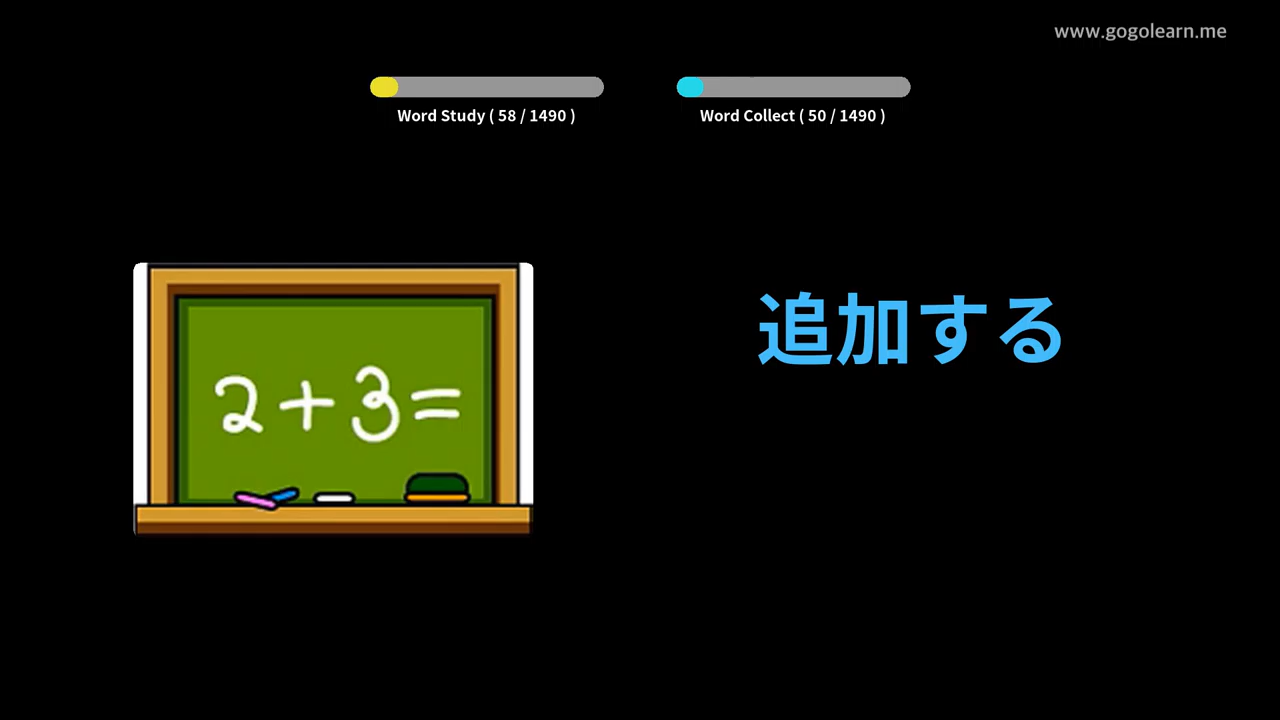 www.gogolearn.me
Word Study ( 58 / 1490 )
Word Collect ( 50 / 1490 )
追加する
2+3=